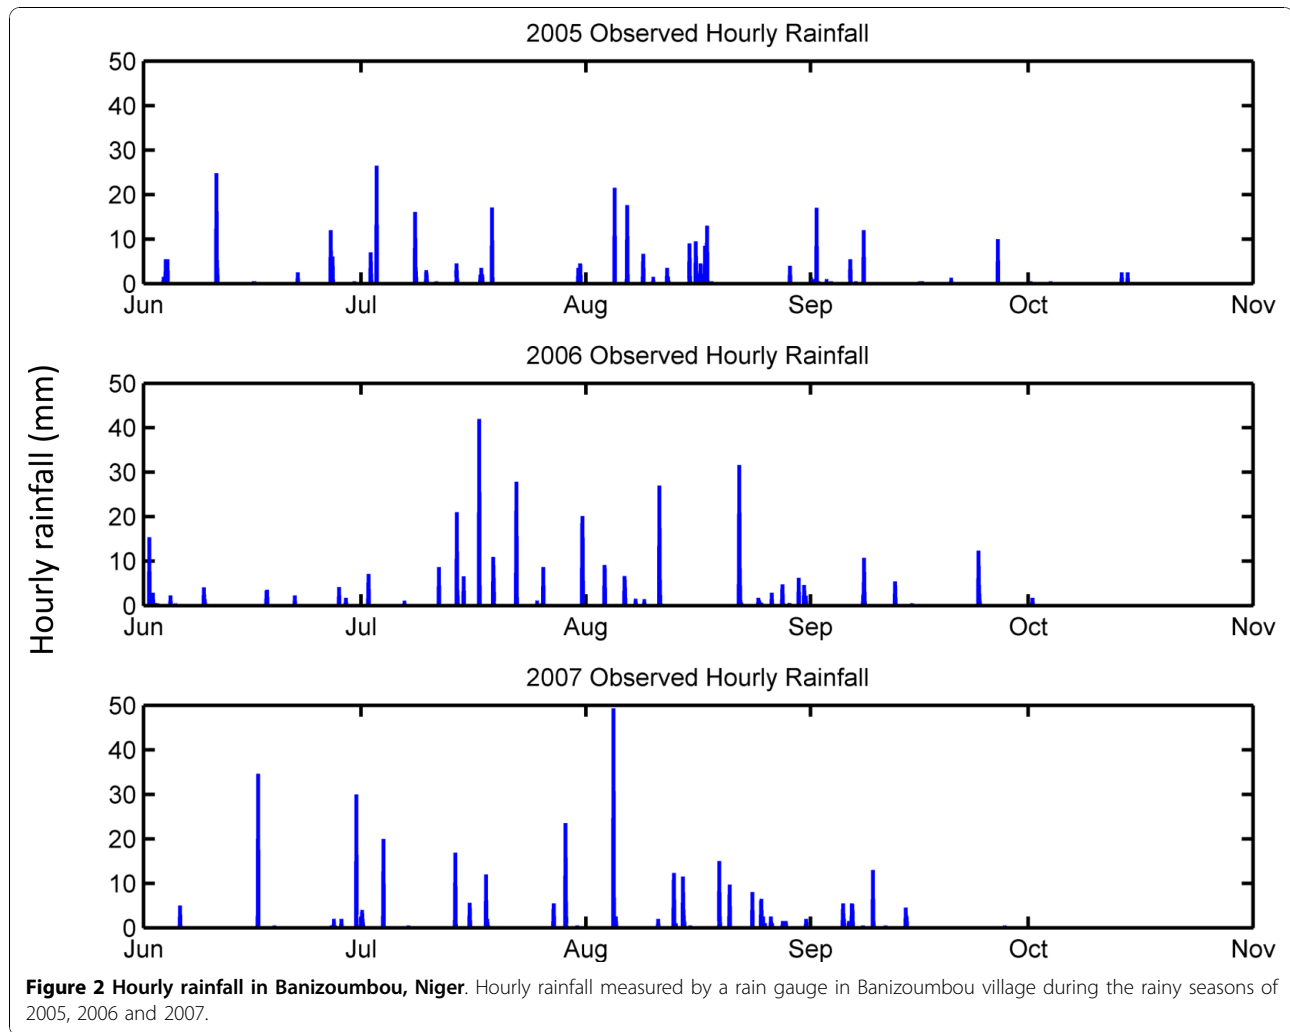 2005 Observed Hourly Rainfall
50
40
30
20
10
0
Jun Jul Aug Sep Oct Nov
2006 Observed Hourly Rainfall
Hourly rainfall (mm)
50
40
30
20
10
0
Jun Jul Aug Sep Oct Nov
2007 Observed Hourly Rainfall
50
40
30
20
10
0
Jun Jul Aug Sep Oct Nov
Figure 2 Hourly rainfall in Banizoumbou, Niger. Hourly rainfall measured by a rain gauge in Banizoumbou village during the rainy seasons of
2005, 2006 and 2007.